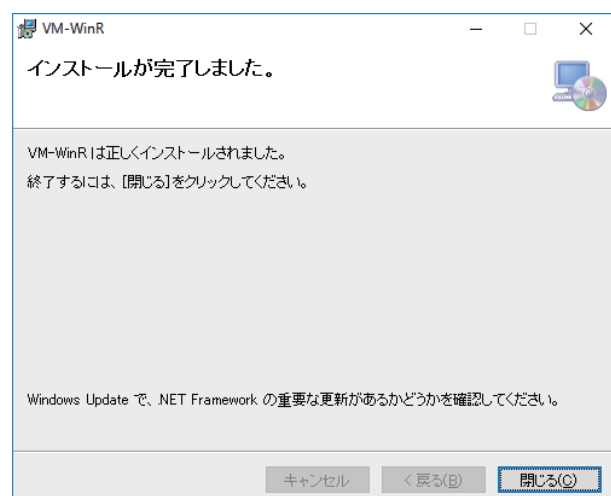 VM-WinR
インストールが完了しました。
VM-WinRは正しくインストールされました。
終了するには、[閉じる]をクリックしてください。
Windows Update で、.NET Framework の重要な更新があるかどうかを確認してください。
キャンセル
< 戻る(B)
閉じる(C)